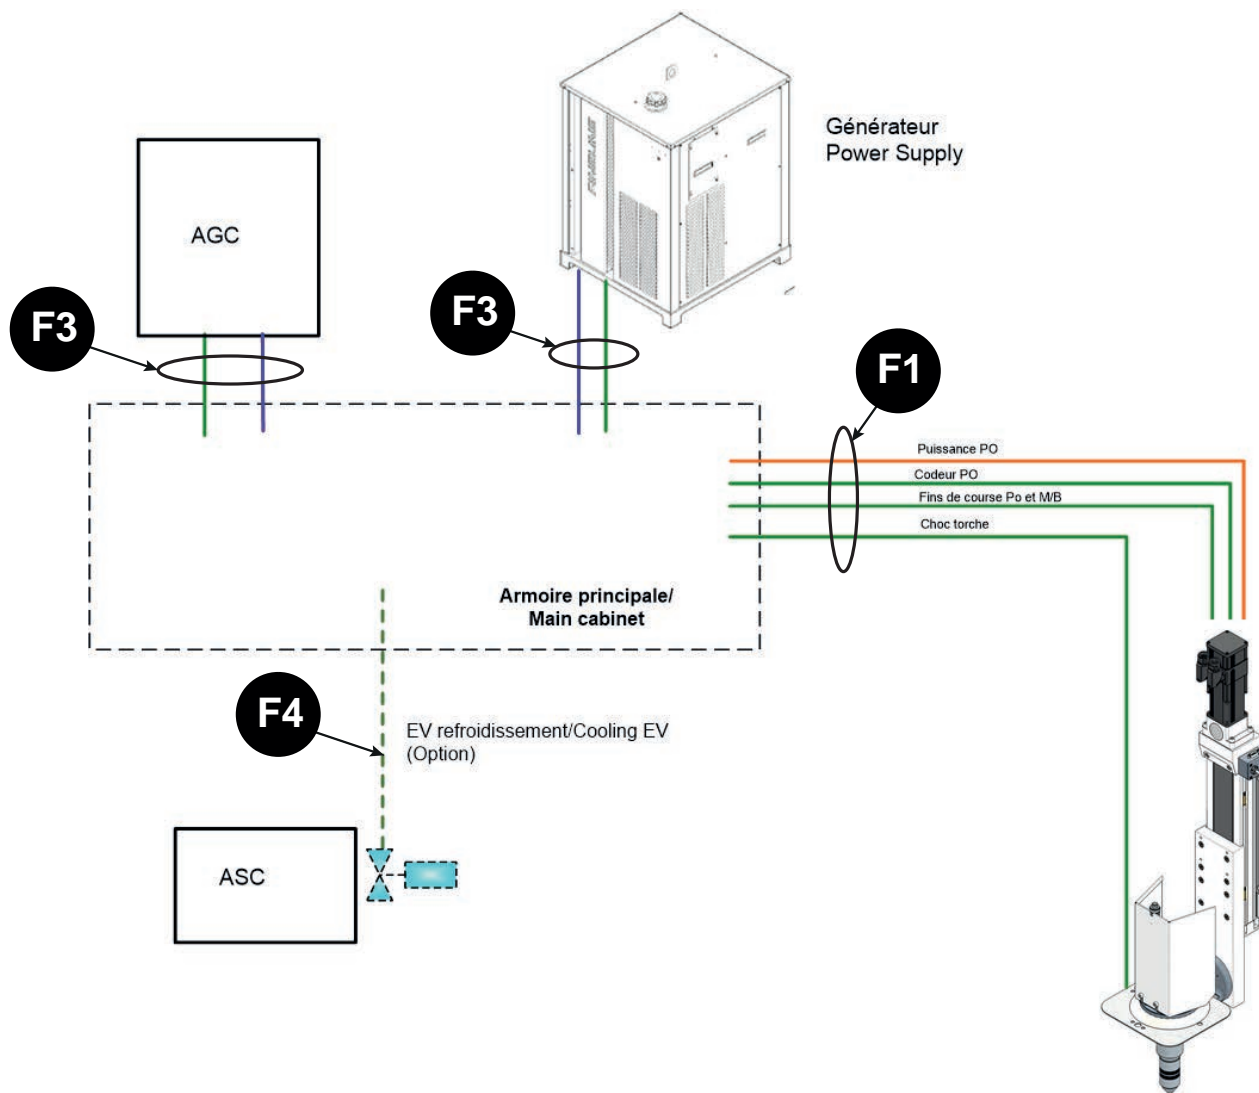 Générateur
Power Supply
FINELINE
AGC
F3
F3
F1
Puissance PO
Codeur PO
Fins de course Po et M/B
Choc torche
Armoire principale/
Main cabinet
F4
EV refroidissement/Cooling EV
(Option)
ASC